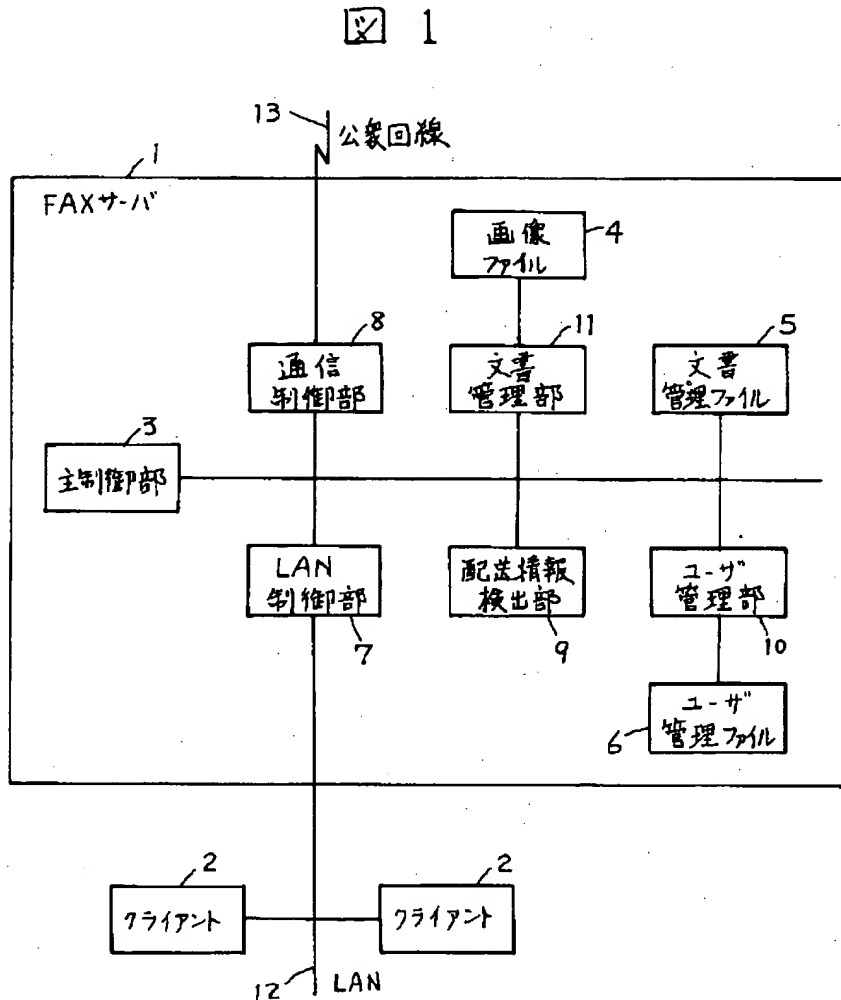 図 1
13
公衆回線
1
FAXサーバ
画像
ファイル
4
8
通信
制御部
11
文書
管理部
5
文書
管理ファイル
3
主制御部
LAN
制御部
7
配送情報
検出部
9
ユーザ
管理部
10
ユーザ
管理ファイル
6
2
クライアント
2
クライアント
12
LAN